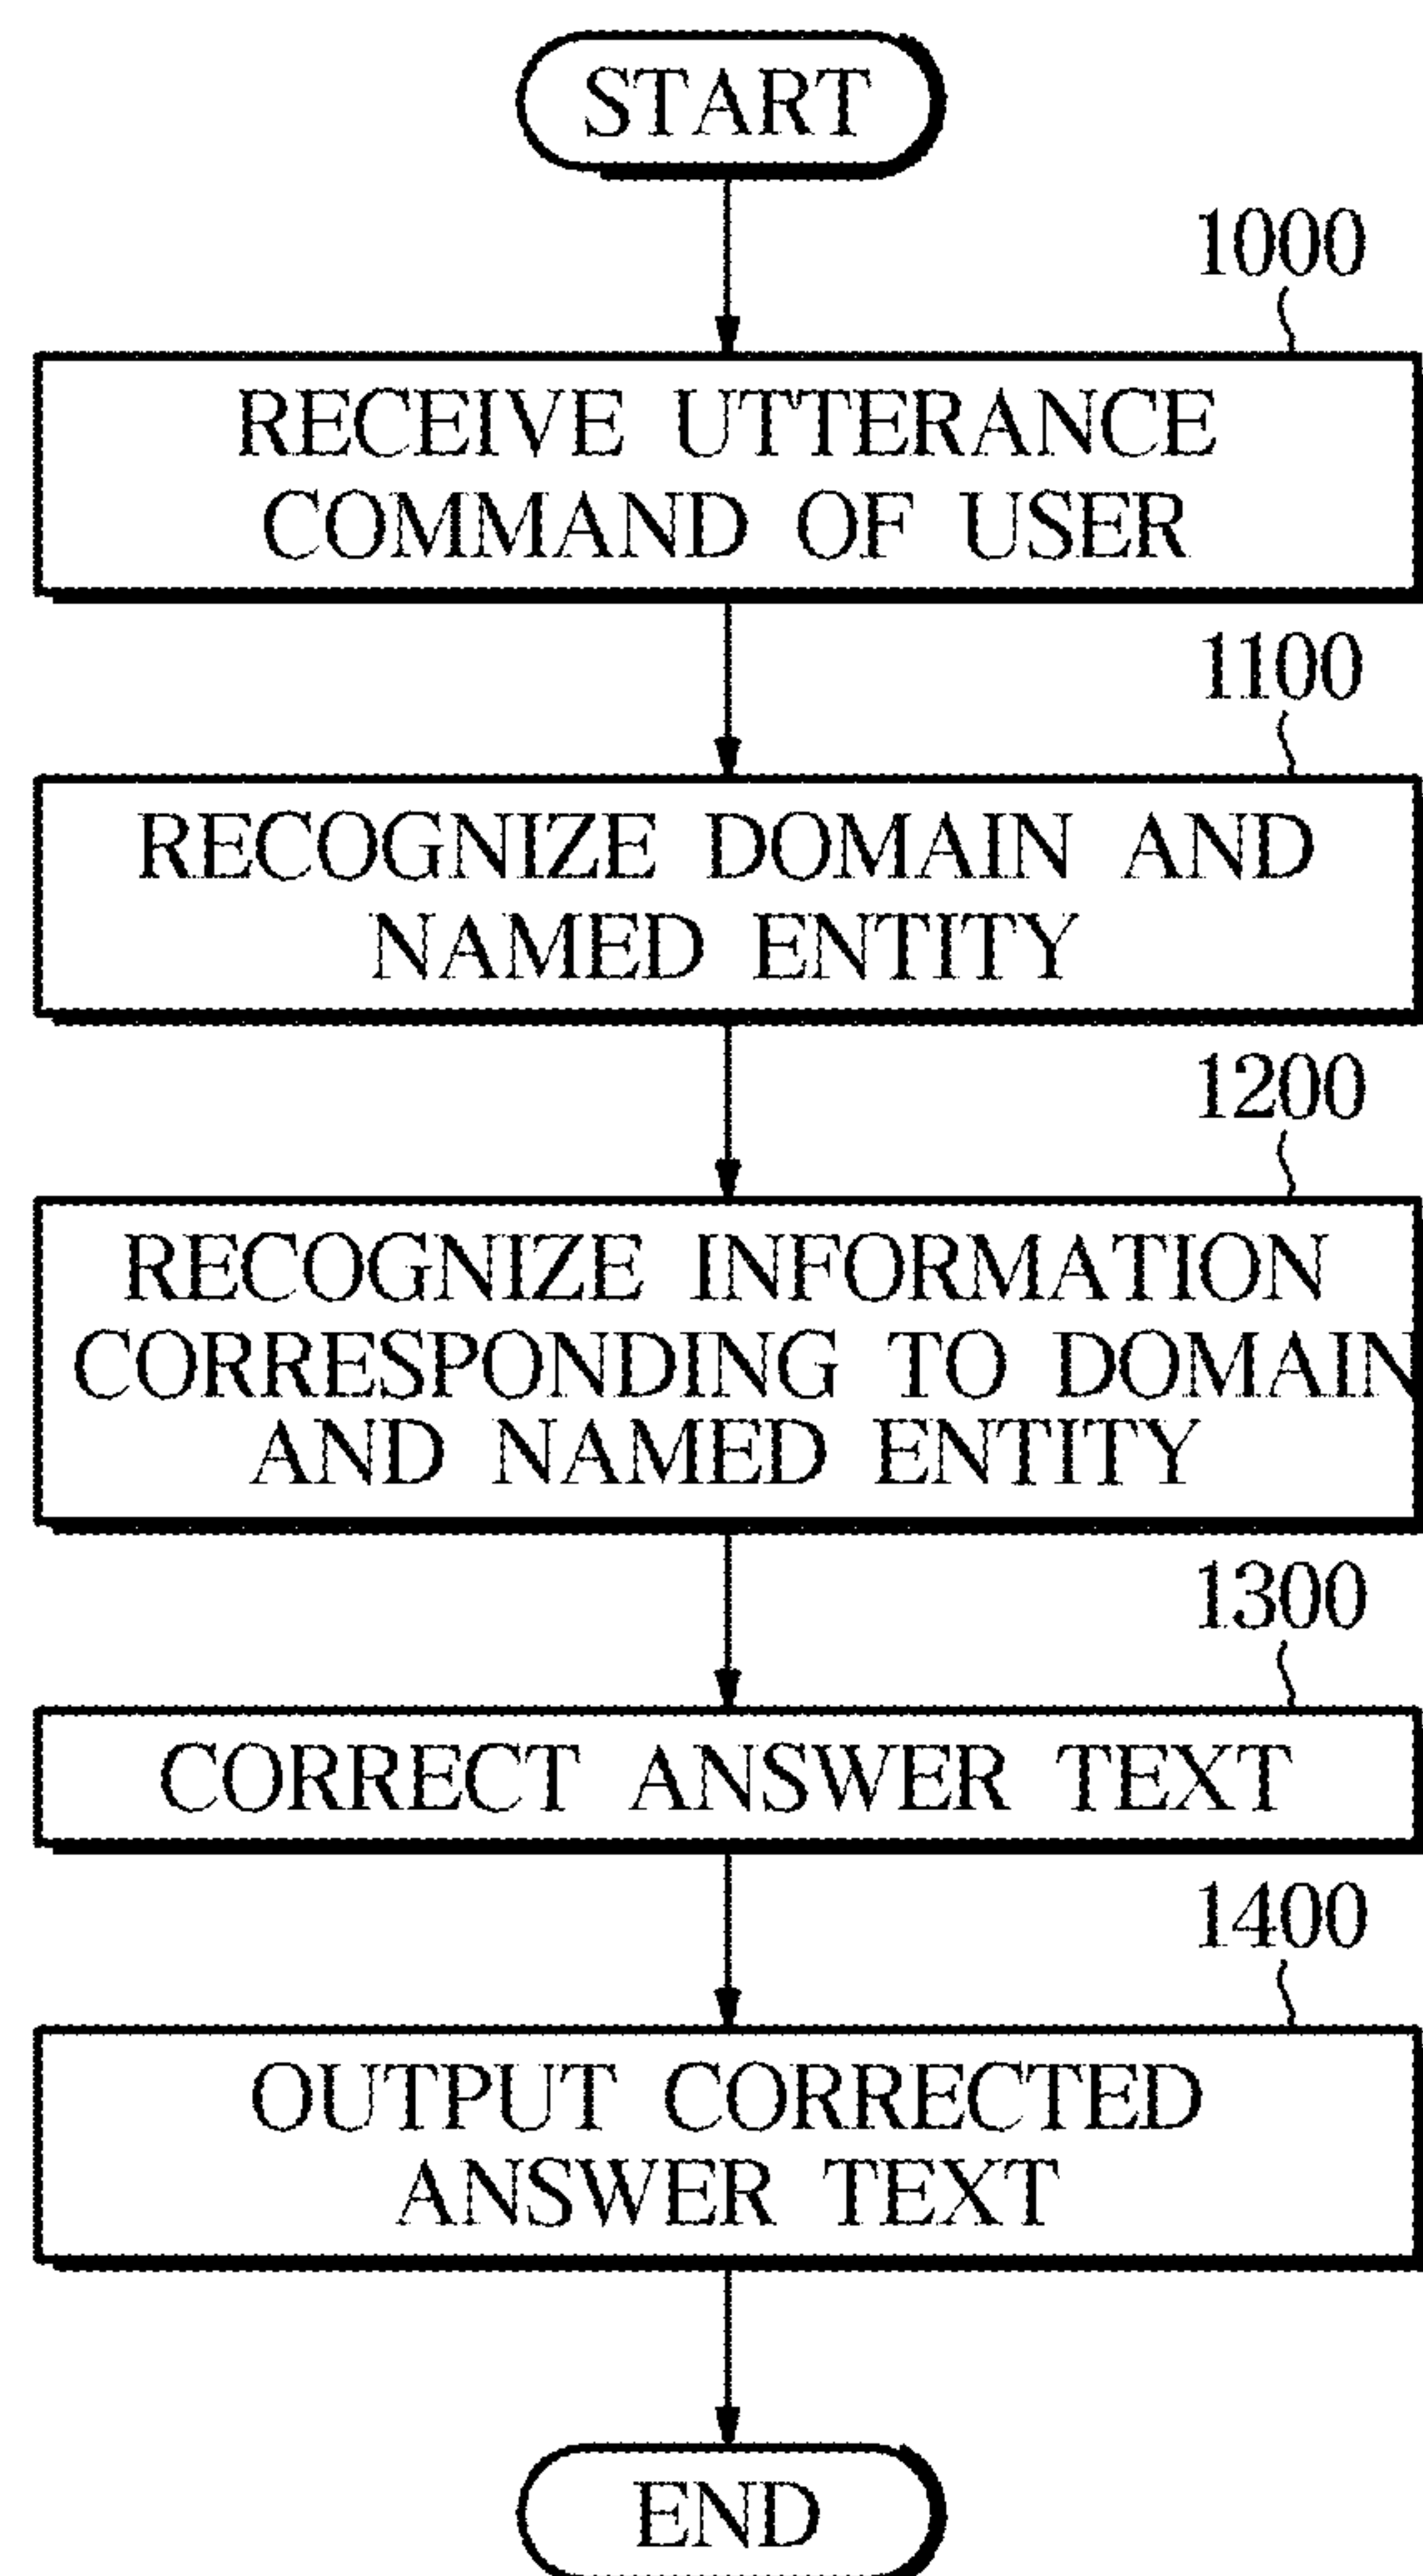 START
1000
RECEIVE UTTERANCE
COMMAND OF USER
1100
RECOGNIZE DOMAIN AND
NAMED ENTITY
1200
RECOGNIZE INFORMATION
CORRESPONDING TO DOMAIN
AND NAMED ENTITY
1300
CORRECT ANSWER TEXT
1400
OUTPUT CORRECTED
ANSWER TEXT
END